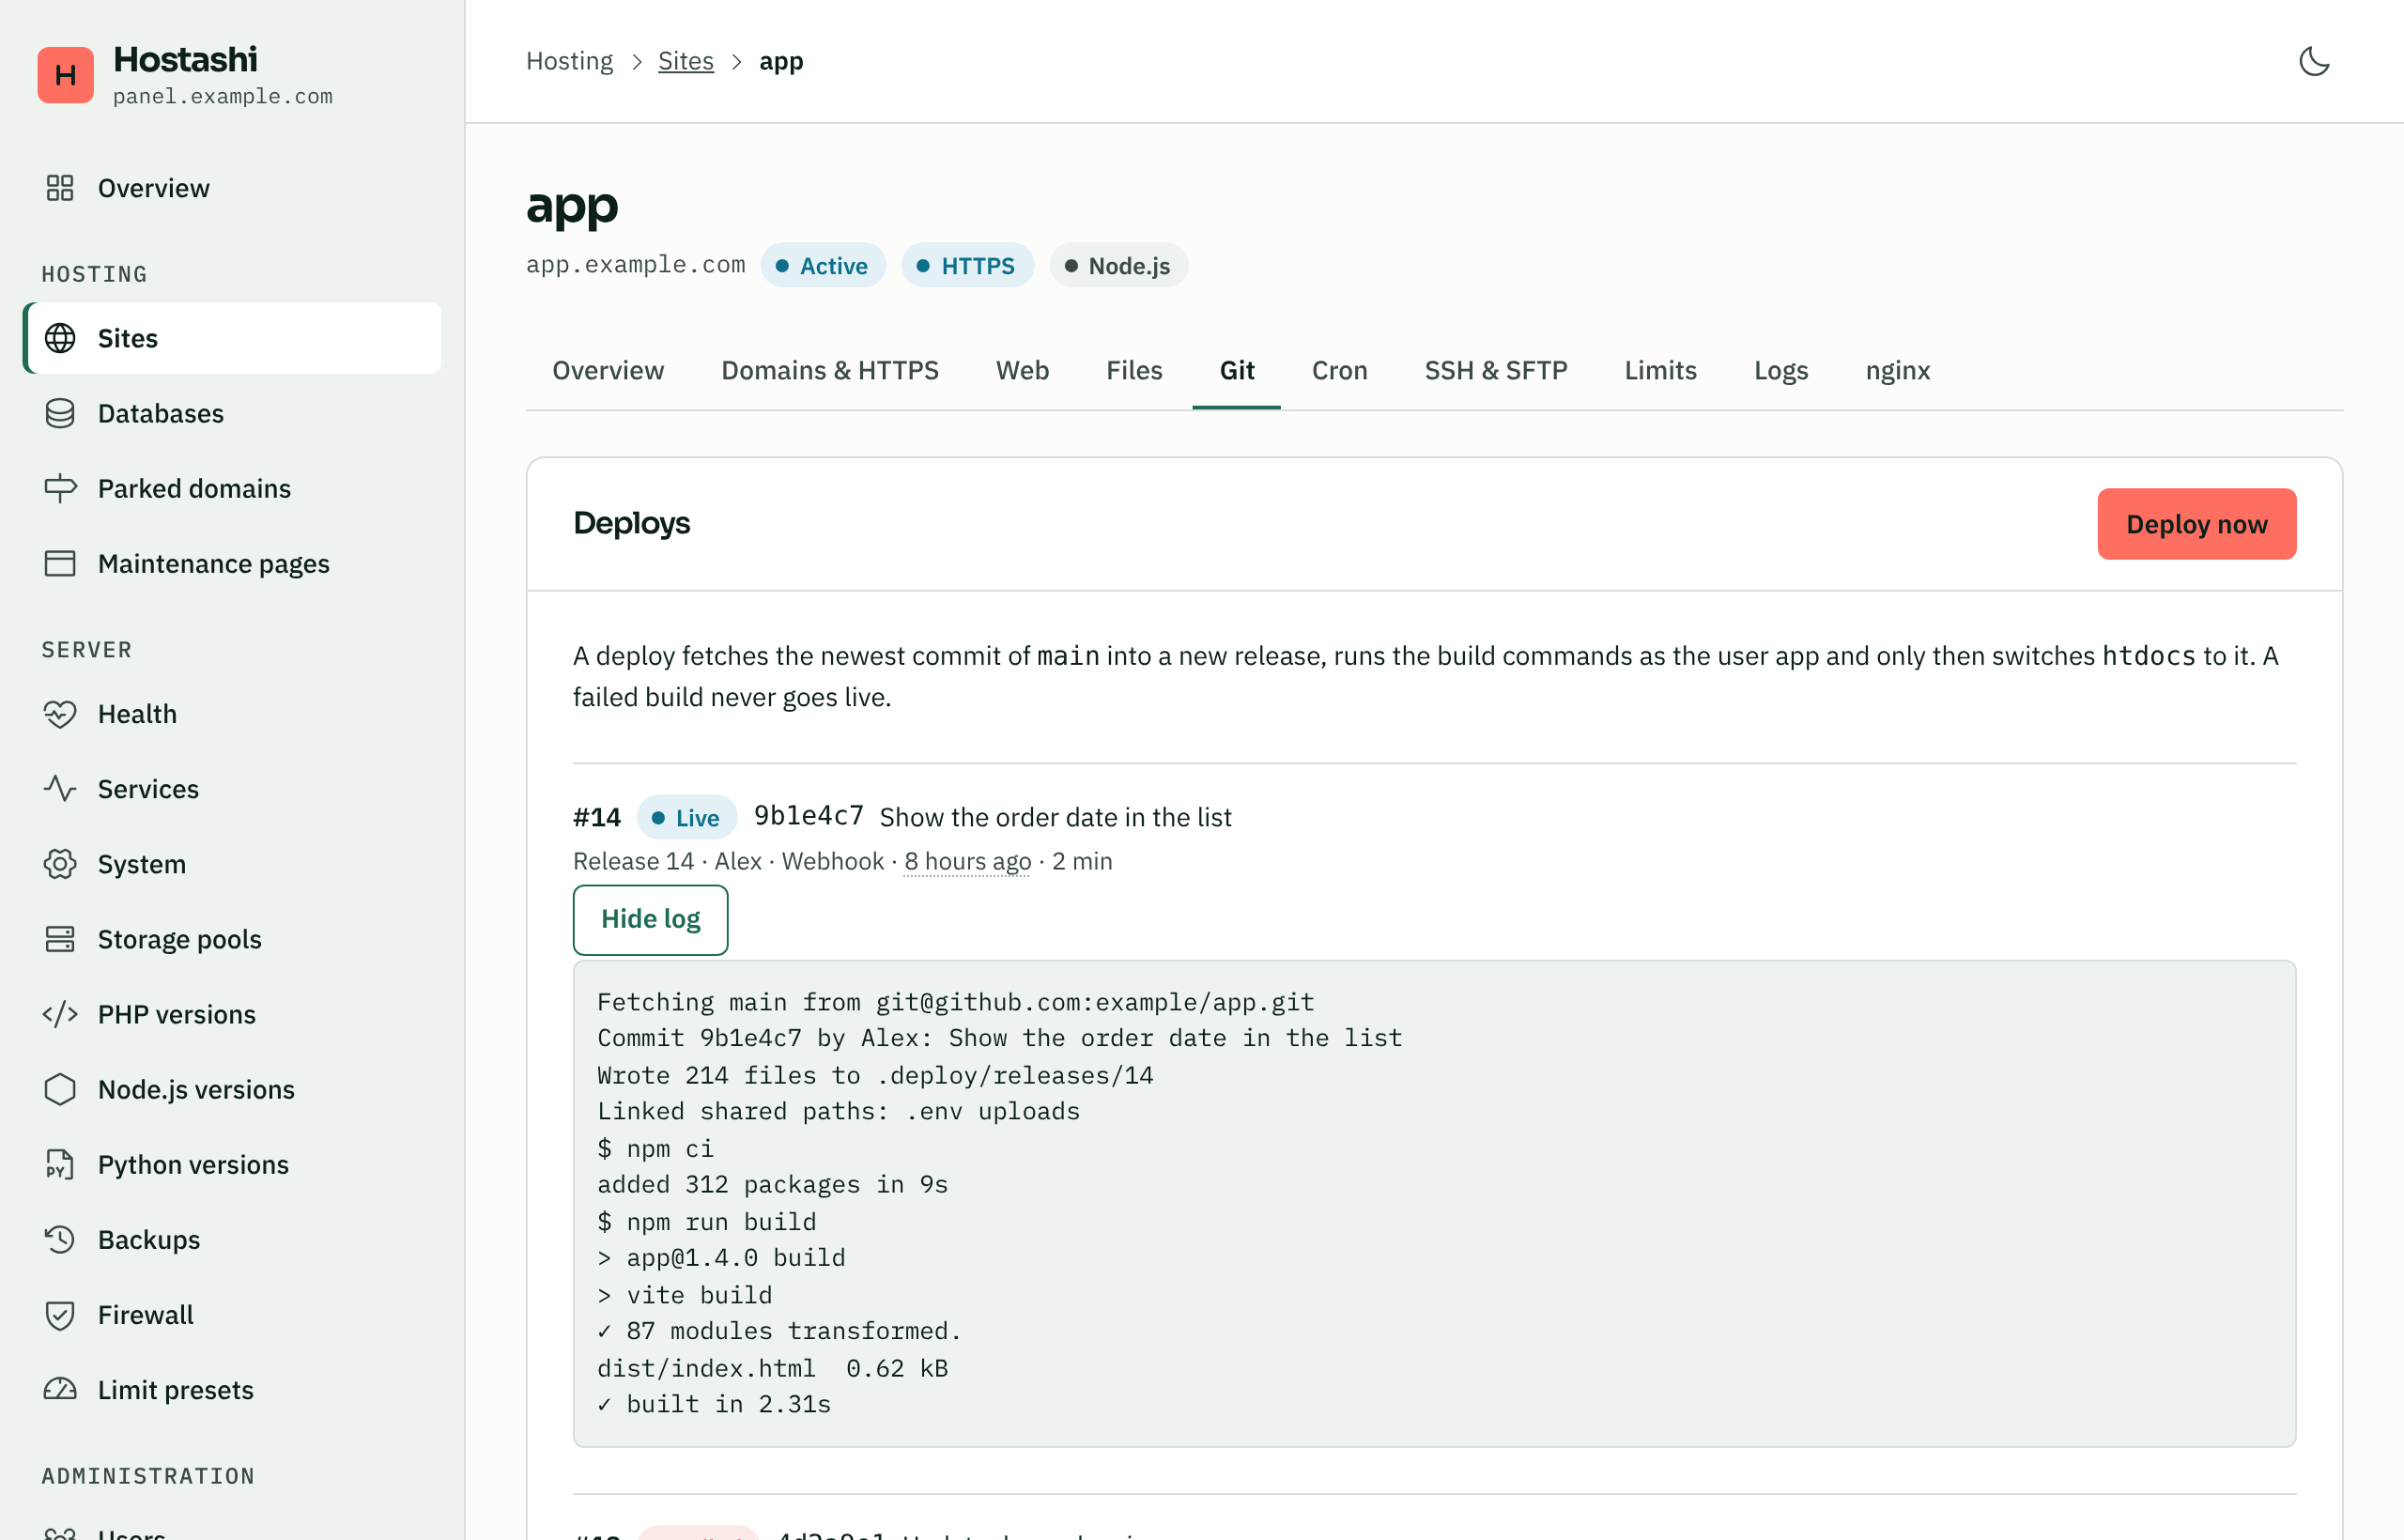 H
Hostashi
panel.example.com
Overview
HOSTING
Sites
Databases
Parked domains
Maintenance pages
SERVER
Health
Services
System
Storage pools
PHP versions
Node.js versions
PY
Python versions
Backups
Firewall
Limit presets
ADMINISTRATION
Users
Hosting > Sites > app
app
app.example.com Active HTTPS Node.js
Overview Domains & HTTPS Web Files Git Cron SSH & SFTP Limits Logs nginx
Deploys
Deploy now
A deploy fetches the newest commit of main into a new release, runs the build commands as the user app and only then switches htdocs to it. A
failed build never goes live.
#14 Live 9b1e4c7 Show the order date in the list
Release 14 · Alex · Webhook · 8 hours ago · 2 min
Hide log
Fetching main from git@github.com:example/app.git
Commit 9b1e4c7 by Alex: Show the order date in the list
Wrote 214 files to .deploy/releases/14
Linked shared paths: .env uploads
$ npm ci
added 312 packages in 9s
$ npm run build
> app@1.4.0 build
> vite build
✓ 87 modules transformed.
dist/index.html  0.62 kB
✓ built in 2.31s